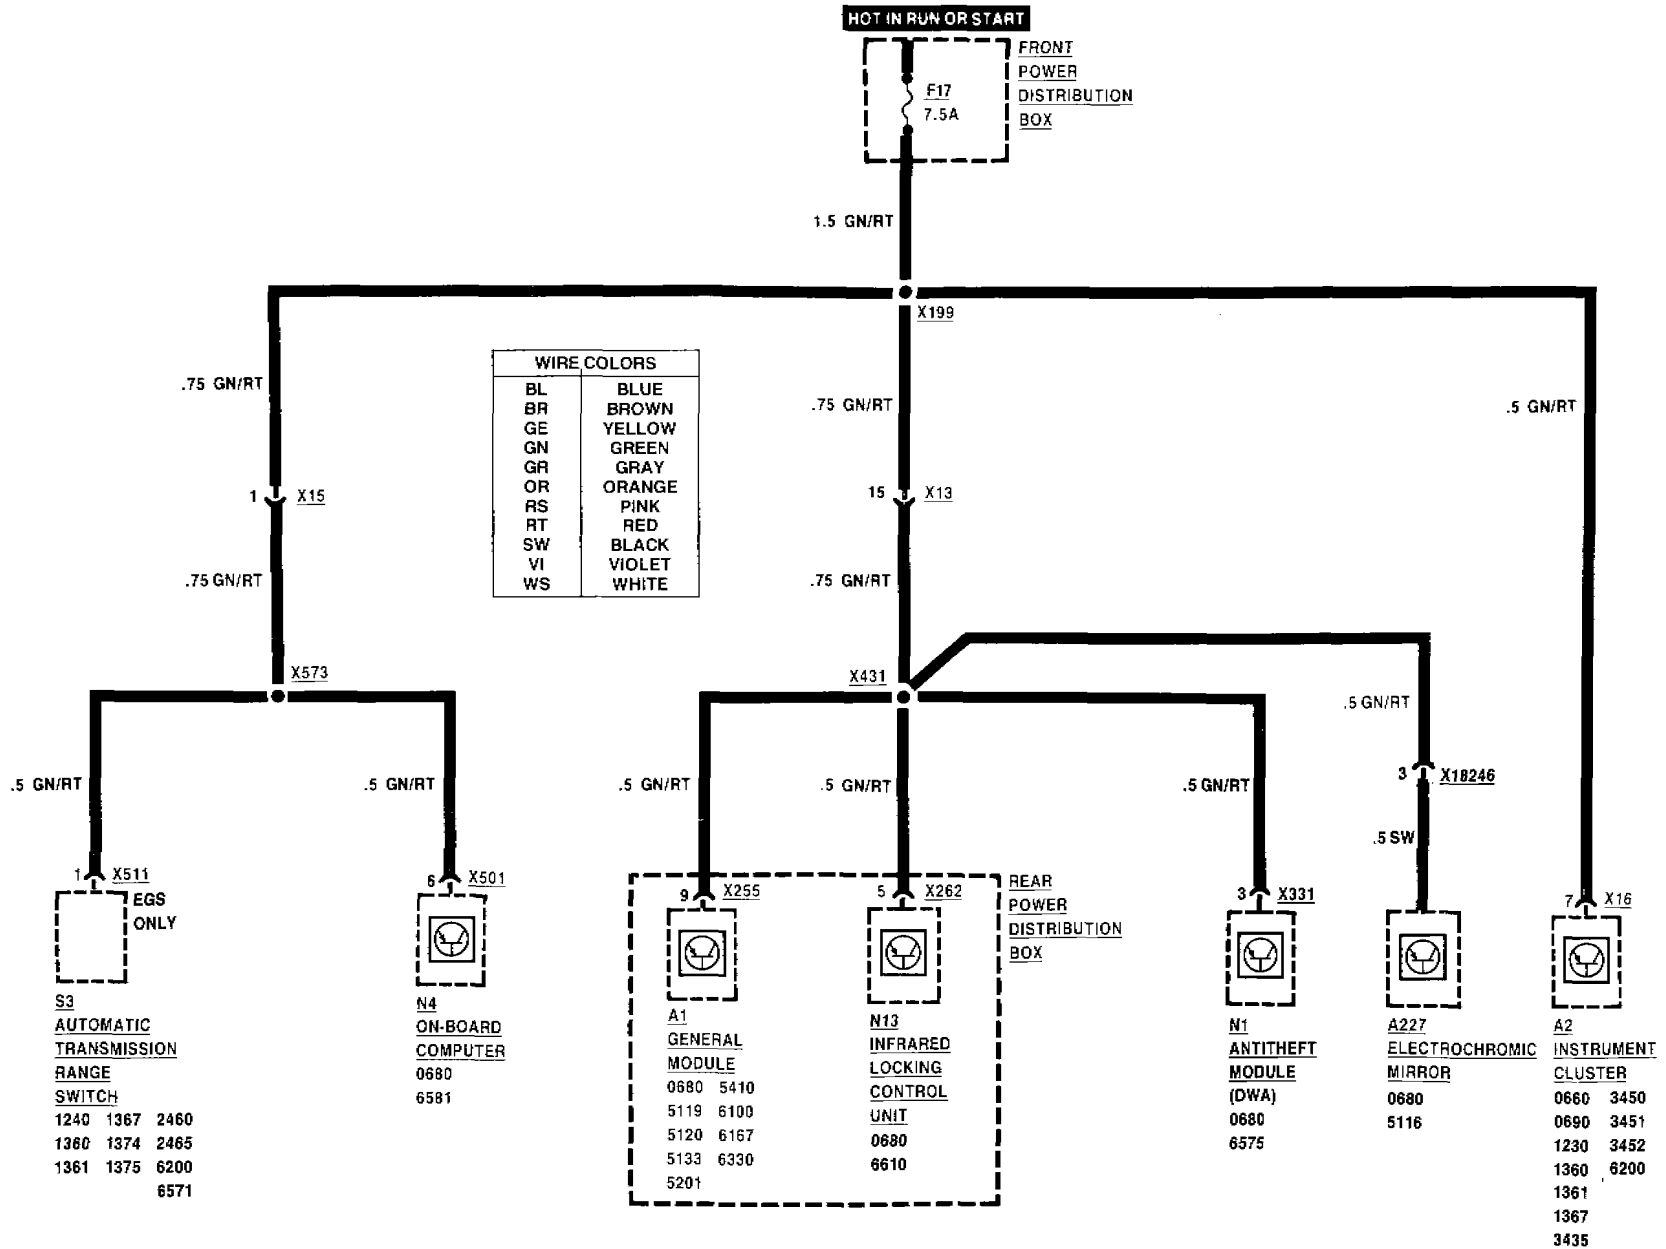 HOT IN RUN OR START
FRONT
POWER
DISTRIBUTION
BOX
F17
7.5A
1.5 GN/RT
X199
.75 GN/RT
.75 GN/RT
.5 GN/RT
WIRE COLORS
BL BLUE
BR BROWN
GE YELLOW
GN GREEN
GR GRAY
OR ORANGE
RS PINK
RT RED
SW BLACK
VI VIOLET
WS WHITE
1 X15
15 X13
.75 GN/RT
.75 GN/RT
X573
X431
.5 GN/RT
3 X18246
.5 GN/RT
.5 GN/RT
.5 GN/RT
.5 GN/RT
.5 GN/RT
.5 SW
1 X511
EGS
ONLY
6 X501
9 X255
5 X262
REAR
POWER
DISTRIBUTION
BOX
3 X331
7 X16
S3
AUTOMATIC
TRANSMISSION
RANGE
SWITCH
1240 1367 2460
1360 1374 2465
1361 1375 6200
6571
N4
ON-BOARD
COMPUTER
0680
6581
A1
GENERAL
MODULE
0680 5410
5119 6100
5120 6167
5133 6330
5201
N13
INFRARED
LOCKING
CONTROL
UNIT
0680
6610
N1
ANTITHEFT
MODULE
(DWA)
0680
6575
A227
ELECTROCHROMIC
MIRROR
0680
5116
A2
INSTRUMENT
CLUSTER
0660 3450
0690 3451
1230 3452
1360 6200
1361
1367
3435